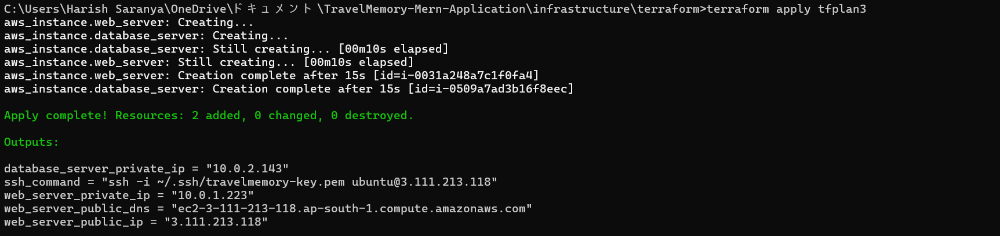 C:\Users\Harish Saranya\OneDrive\ドキュメント\TravelMemory-Mern-Application\infrastructure\terraform>terraform apply tfplan3
aws_instance.web_server: Creating...
aws_instance.database_server: Creating...
aws_instance.database_server: Still creating... [00m10s elapsed]
aws_instance.web_server: Still creating... [00m10s elapsed]
aws_instance.web_server: Creation complete after 15s [id=i-0031a248a7c1f0fa4]
aws_instance.database_server: Creation complete after 15s [id=i-0509a7ad3b16f8eec]
Apply complete! Resources: 2 added, 0 changed, 0 destroyed.
Outputs:
database_server_private_ip = "10.0.2.143"
ssh_command = "ssh -i ~/.ssh/travelmemory-key.pem ubuntu@3.111.213.118"
web_server_private_ip = "10.0.1.223"
web_server_public_dns = "ec2-3-111-213-118.ap-south-1.compute.amazonaws.com"
web_server_public_ip = "3.111.213.118"